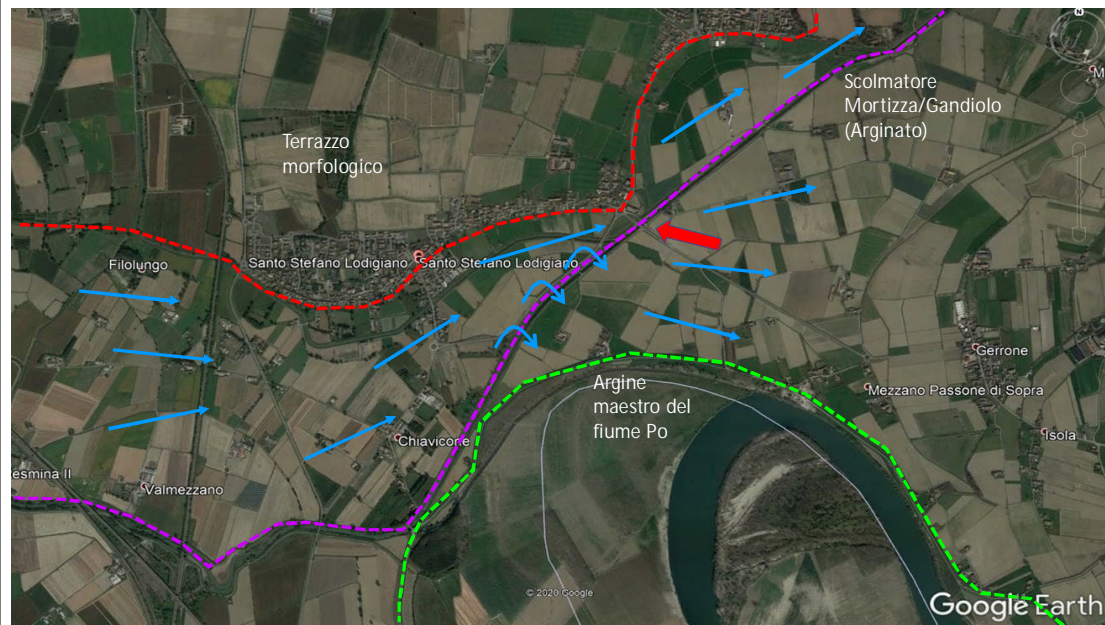 N
M
Scolmatore
Mortizza/Gandiolo
(Arginato)
Terrazzo
morfologico
Filolungo
Santo Stefano Lodigiano
Santo Stefano Lodigiano
Gerrone
Argine
maestro del
fiume Po
Mezzano Passone di Sopra
Chiavicone
Isola
esmina II
Valmezzano
© 2020 Google
Google Earth